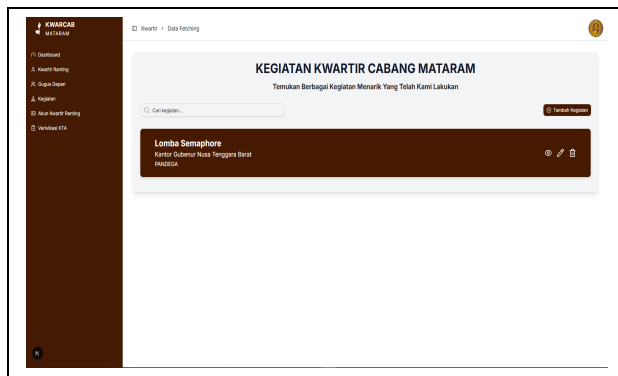 KWARCAB
MATARAM
Kwartir > Data Fetching
Dashboard
Kwartir Ranting
Gugus Depan
Kegiatan
Akun Kwartir Ranting
Verivikasi KTA
KEGIATAN KWARTIR CABANG MATARAM
Temukan Berbagai Kegiatan Menarik Yang Telah Kami Lakukan
Cari kegiatan...
Tambah Kegiatan
Lomba Semaphore
Kantor Gubenur Nusa Tenggara Barat
PANDEGA
N